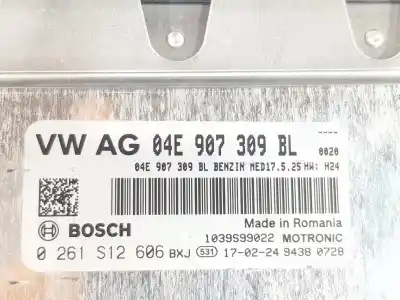 VW AG 04E 907 309 BL 0020
04E 907 309 BL BENZIN MED17.5.25 HW: H24
BOSCH
Made in Romania
1039S99022 MOTRONIC
0 261 S12 606 BXJ 531 17-02-24 9438 0728